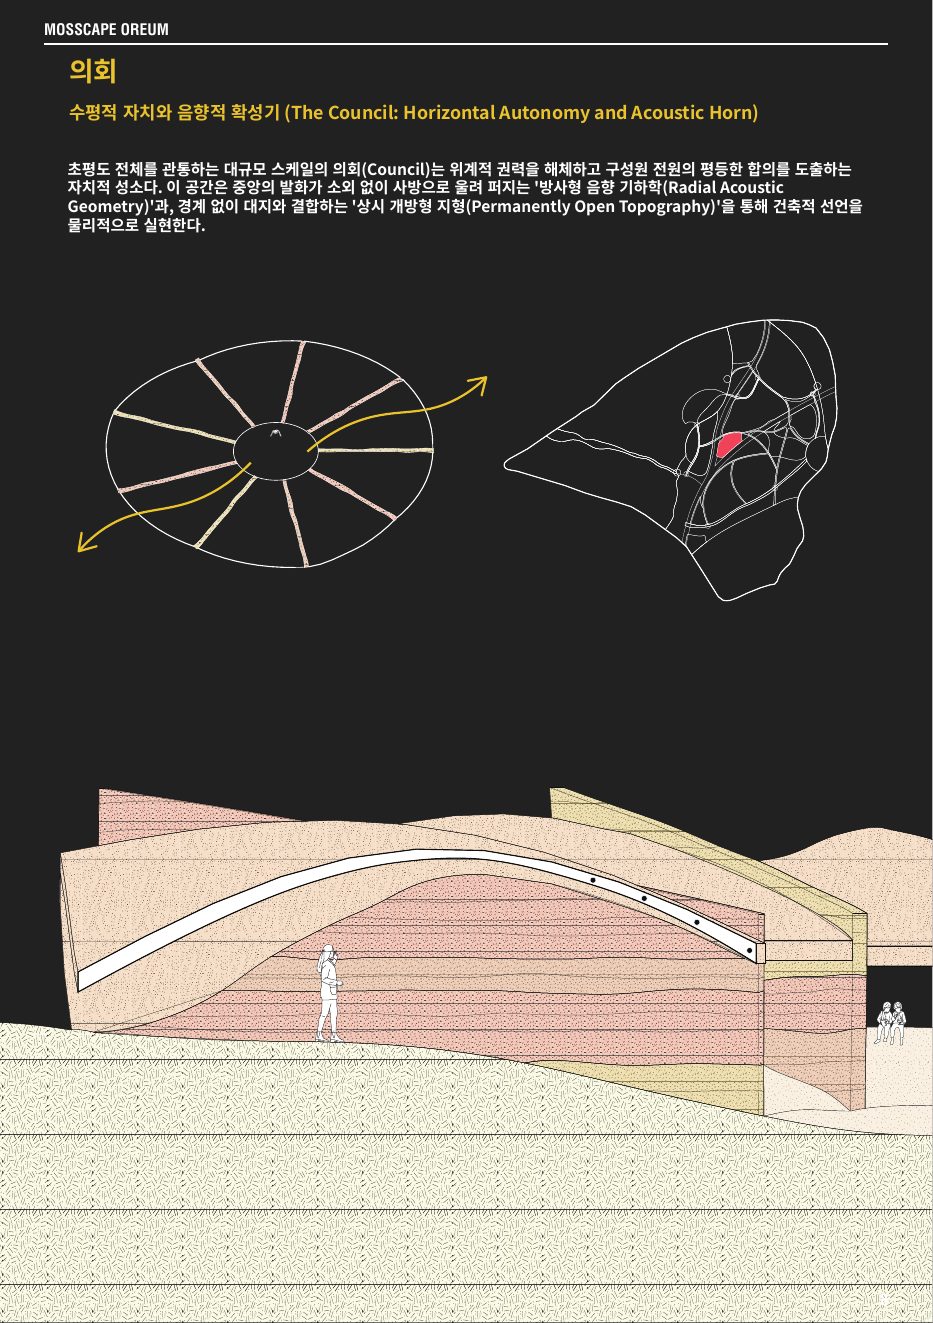 MOSSCAPE OREUM
의회
수평적 자치와 음향적 확성기 (The Council: Horizontal Autonomy and Acoustic Horn)
초평도 전체를 관통하는 대규모 스케일의 의회(Council)는 위계적 권력을 해체하고 구성원 전원의 평등한 합의를 도출하는
자치적 성소다. 이 공간은 중앙의 발화가 소외 없이 사방으로 울려 퍼지는 '방사형 음향 기하학(Radial Acoustic
Geometry)'과, 경계 없이 대지와 결합하는 '상시 개방형 지형(Permanently Open Topography)'을 통해 건축적 선언을
물리적으로 실현한다.